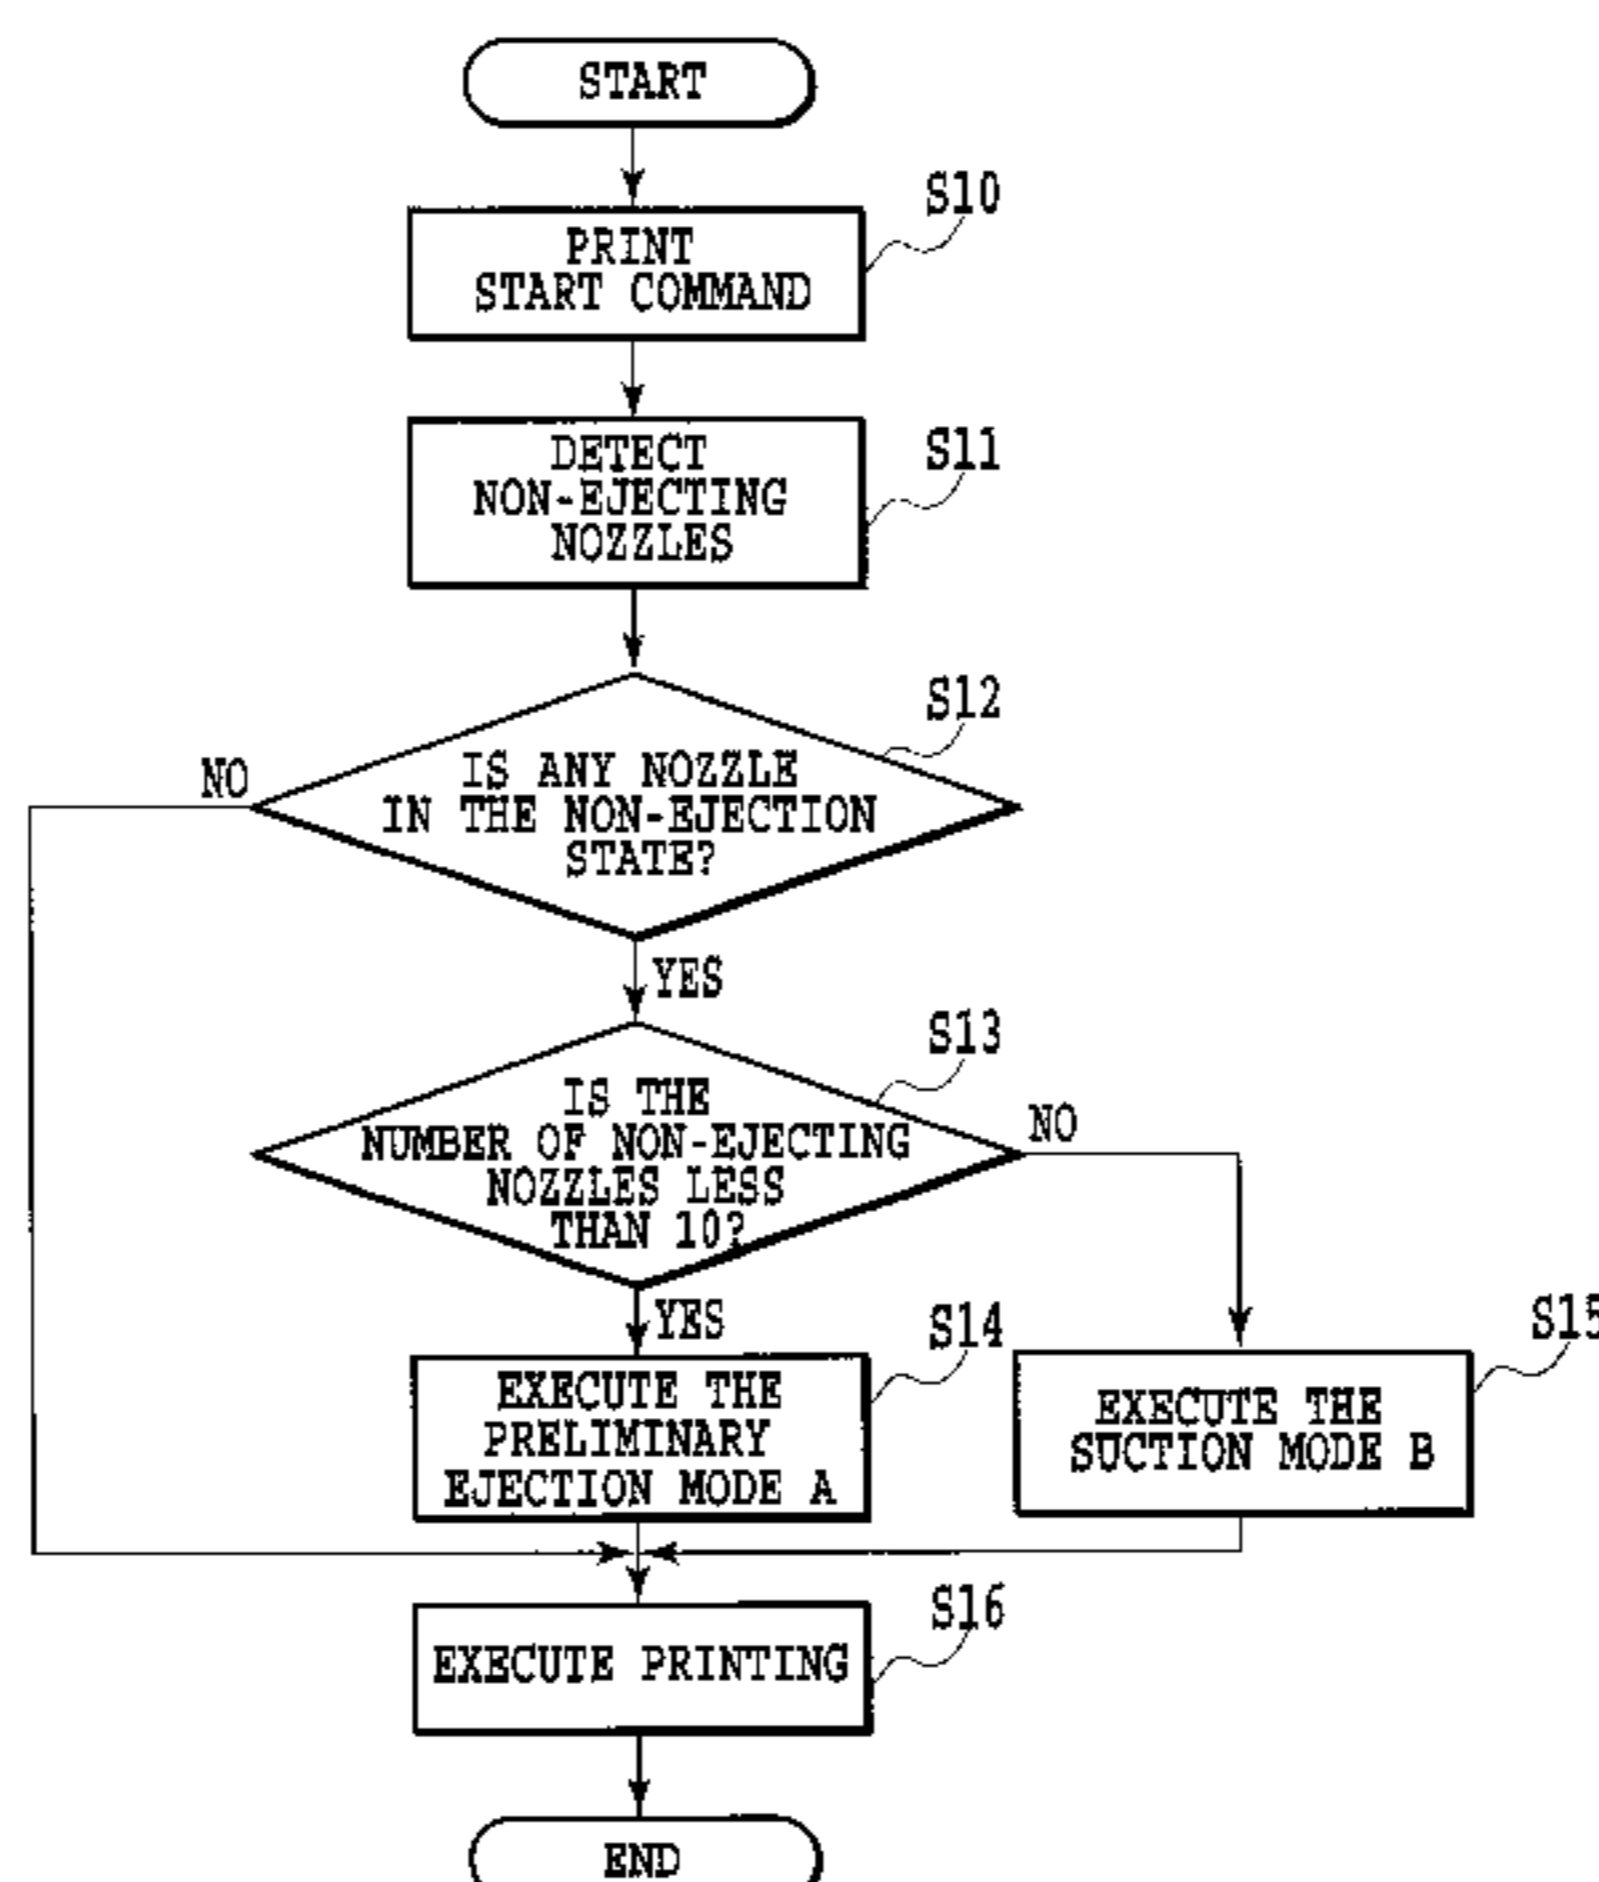 START
S10
PRINT
START COMMAND
S11
DETECT
NON-EJECTING
NOZZLES
S12
NO
IS ANY NOZZLE
IN THE NON-EJECTION
STATE?
YES
S13
IS THE
NUMBER OF NON-EJECTING
NOZZLES LESS
THAN 10?
NO
YES
S14
EXECUTE THE
PRELIMINARY
EJECTION MODE A
S15
EXECUTE THE
SUCTION MODE B
S16
EXECUTE PRINTING
END